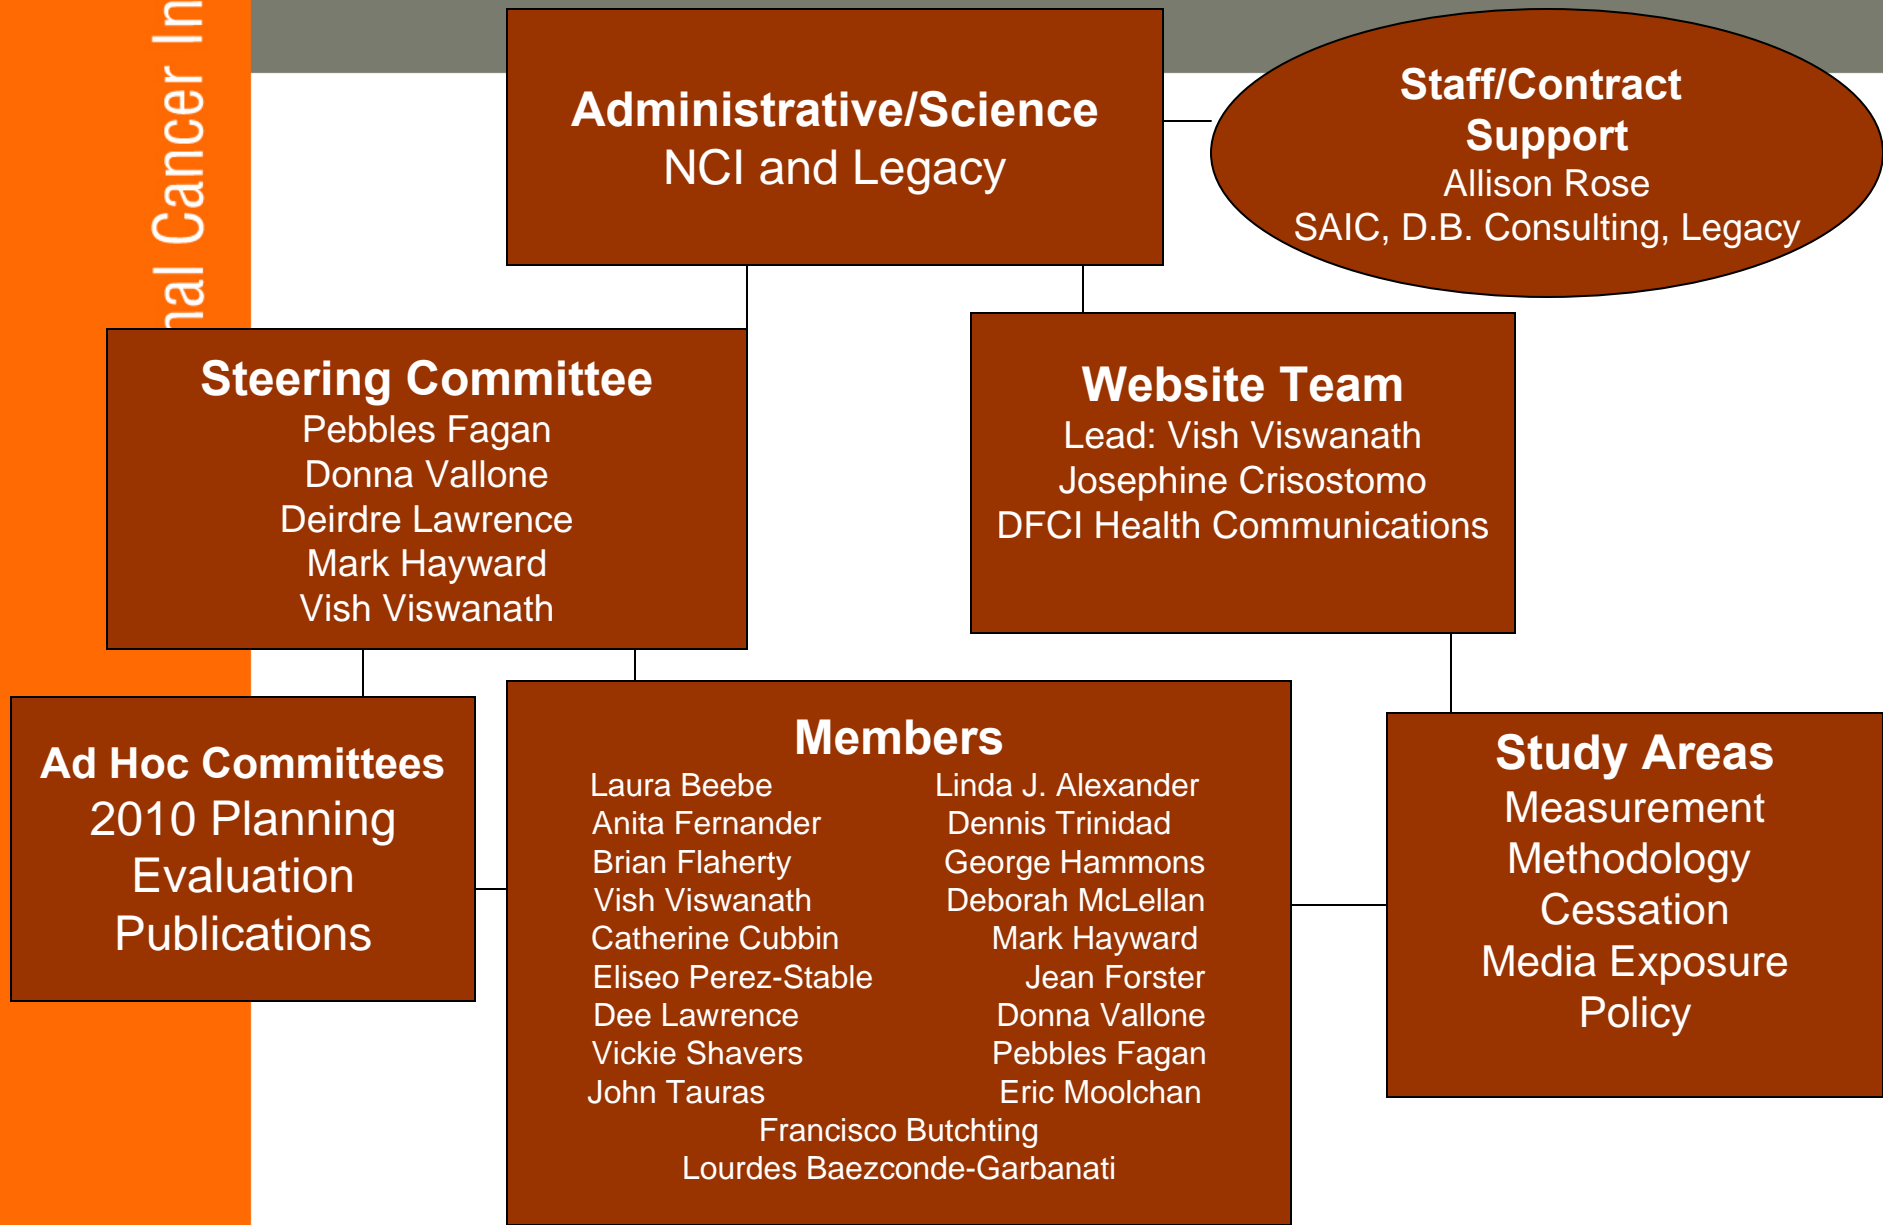 Administrative/Science
NCI and Legacy
Staff/Contract
Support
Allison Rose
SAIC, D.B. Consulting, Legacy
Cancer
Steering Committee
Pebbles Fagan
Donna Vallone
Deirdre Lawrence
Mark Hayward
Vish Viswanath
Website Team
Lead: Vish Viswanath
Josephine Crisostomo
DFCI Health Communications
Ad Hoc Committees
2010 Planning
Evaluation
Publications
Members
Laura Beebe Linda J. Alexander
Anita Fernander Dennis Trinidad
Brian Flaherty George Hammons
Vish Viswanath Deborah McLellan
Catherine Cubbin Mark Hayward
Eliseo Perez-Stable Jean Forster
Dee Lawrence Donna Vallone
Vickie Shavers Pebbles Fagan
John Tauras Eric Moolchan
Francisco Butchting
Lourdes Baezconde-Garbanati
Study Areas
Measurement
Methodology
Cessation
Media Exposure
Policy